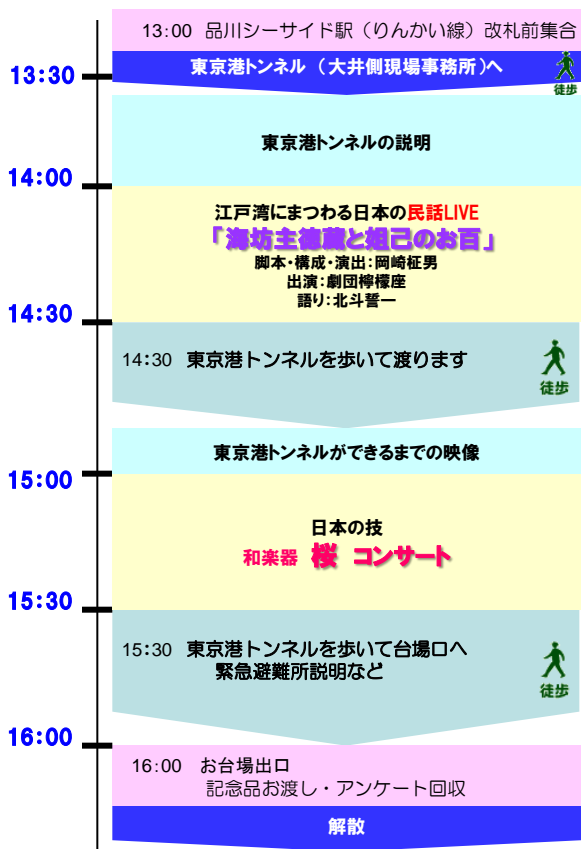 13:00 品川シーサイド駅（りんかい線）改札前集合
東京港トンネル （大井側現場事務所）へ
徒歩
13:30
東京港トンネルの説明
14:00
江戸湾にまつわる日本の民話LIVE
「海坊主徳蔵と妲己のお百」
脚本・構成・演出：岡崎柾男
出演：劇団檸檬座
語り：北斗誓一
14:30
14:30 東京港トンネルを歩いて渡ります
徒歩
東京港トンネルができるまでの映像
15:00
日本の技
和楽器 桜 コンサート
15:30
15:30 東京港トンネルを歩いて台場口へ
緊急避難所説明など
徒歩
16:00
16:00 お台場出口
記念品お渡し・アンケート回収
解散